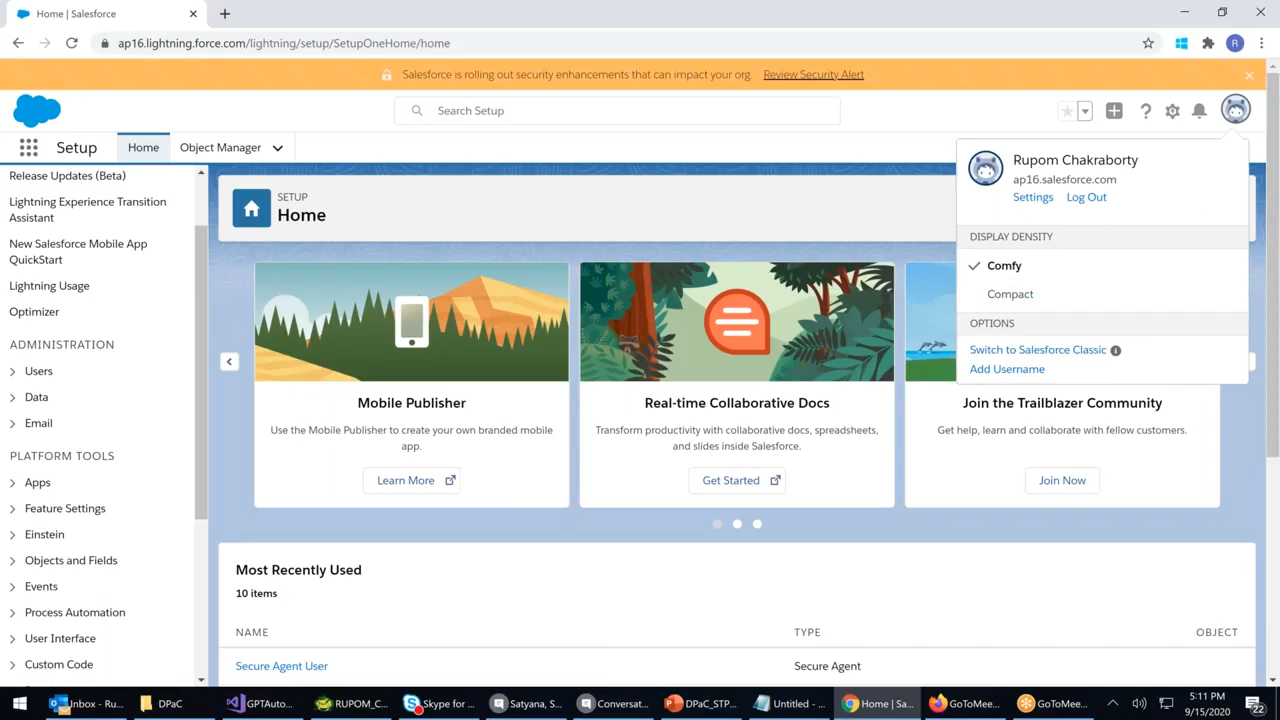 Home | Salesforce
ap16.lightning.force.com/lightning/setup/SetupOneHome/home
R
Salesforce is rolling out security enhancements that can impact your org. Review Security Alert
Search Setup
Setup
Home
Object Manager
Release Updates (Beta)
Lightning Experience Transition
Assistant
New Salesforce Mobile App
QuickStart
Lightning Usage
Optimizer
ADMINISTRATION
Users
Data
Email
PLATFORM TOOLS
Apps
Feature Settings
Einstein
Objects and Fields
Events
Process Automation
User Interface
Custom Code
SETUP
Home
Mobile Publisher
Use the Mobile Publisher to create your own branded mobile
app.
Learn More
Real-time Collaborative Docs
Transform productivity with collaborative docs, spreadsheets,
and slides inside Salesforce.
Get Started
Join the Trailblazer Community
Get help, learn and collaborate with fellow customers.
Join Now
Rupom Chakraborty
ap16.salesforce.com
Settings Log Out
DISPLAY DENSITY
Comfy
Compact
OPTIONS
Switch to Salesforce Classic
Add Username
Most Recently Used
10 items
NAME TYPE OBJECT
Secure Agent User Secure Agent
Inbox - Ru...
DPaC
GPTAuto...
RUPOM_C...
Skype for ...
Satyana, S...
Conversat...
DPaC_STP...
Untitled - ...
Home | Sa...
GoToMee...
GoToMee...
5:11 PM
9/15/2020
22